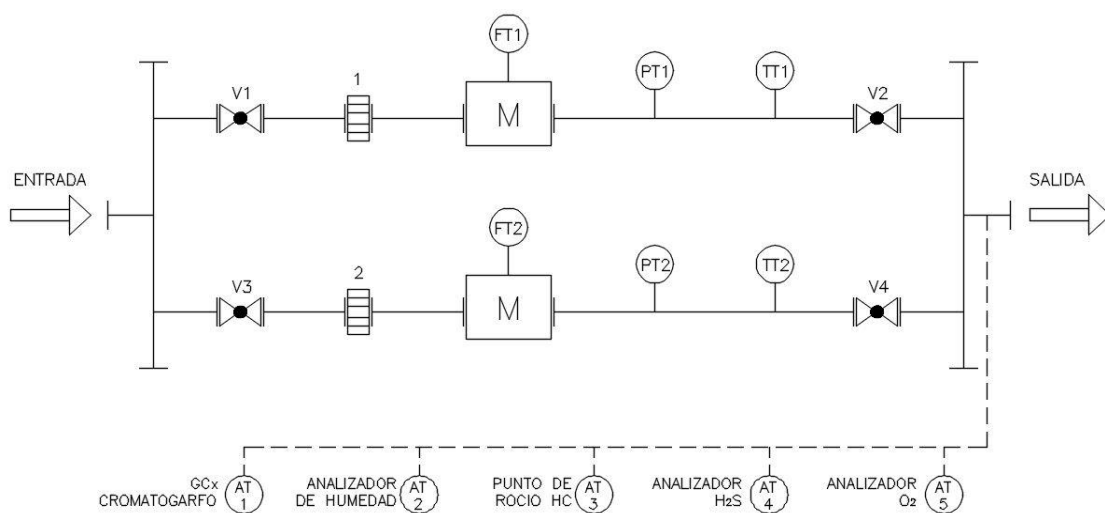 FT1
PT1
TT1
V1
1
M
V2
ENTRADA
SALIDA
FT2
PT2
TT2
V3
2
M
V4
GCx
CROMATOGARFO
AT
1
ANALIZADOR
DE HUMEDAD
AT
2
PUNTO DE
ROCIO HC
AT
3
ANALIZADOR
H2S
AT
4
ANALIZADOR
O2
AT
5